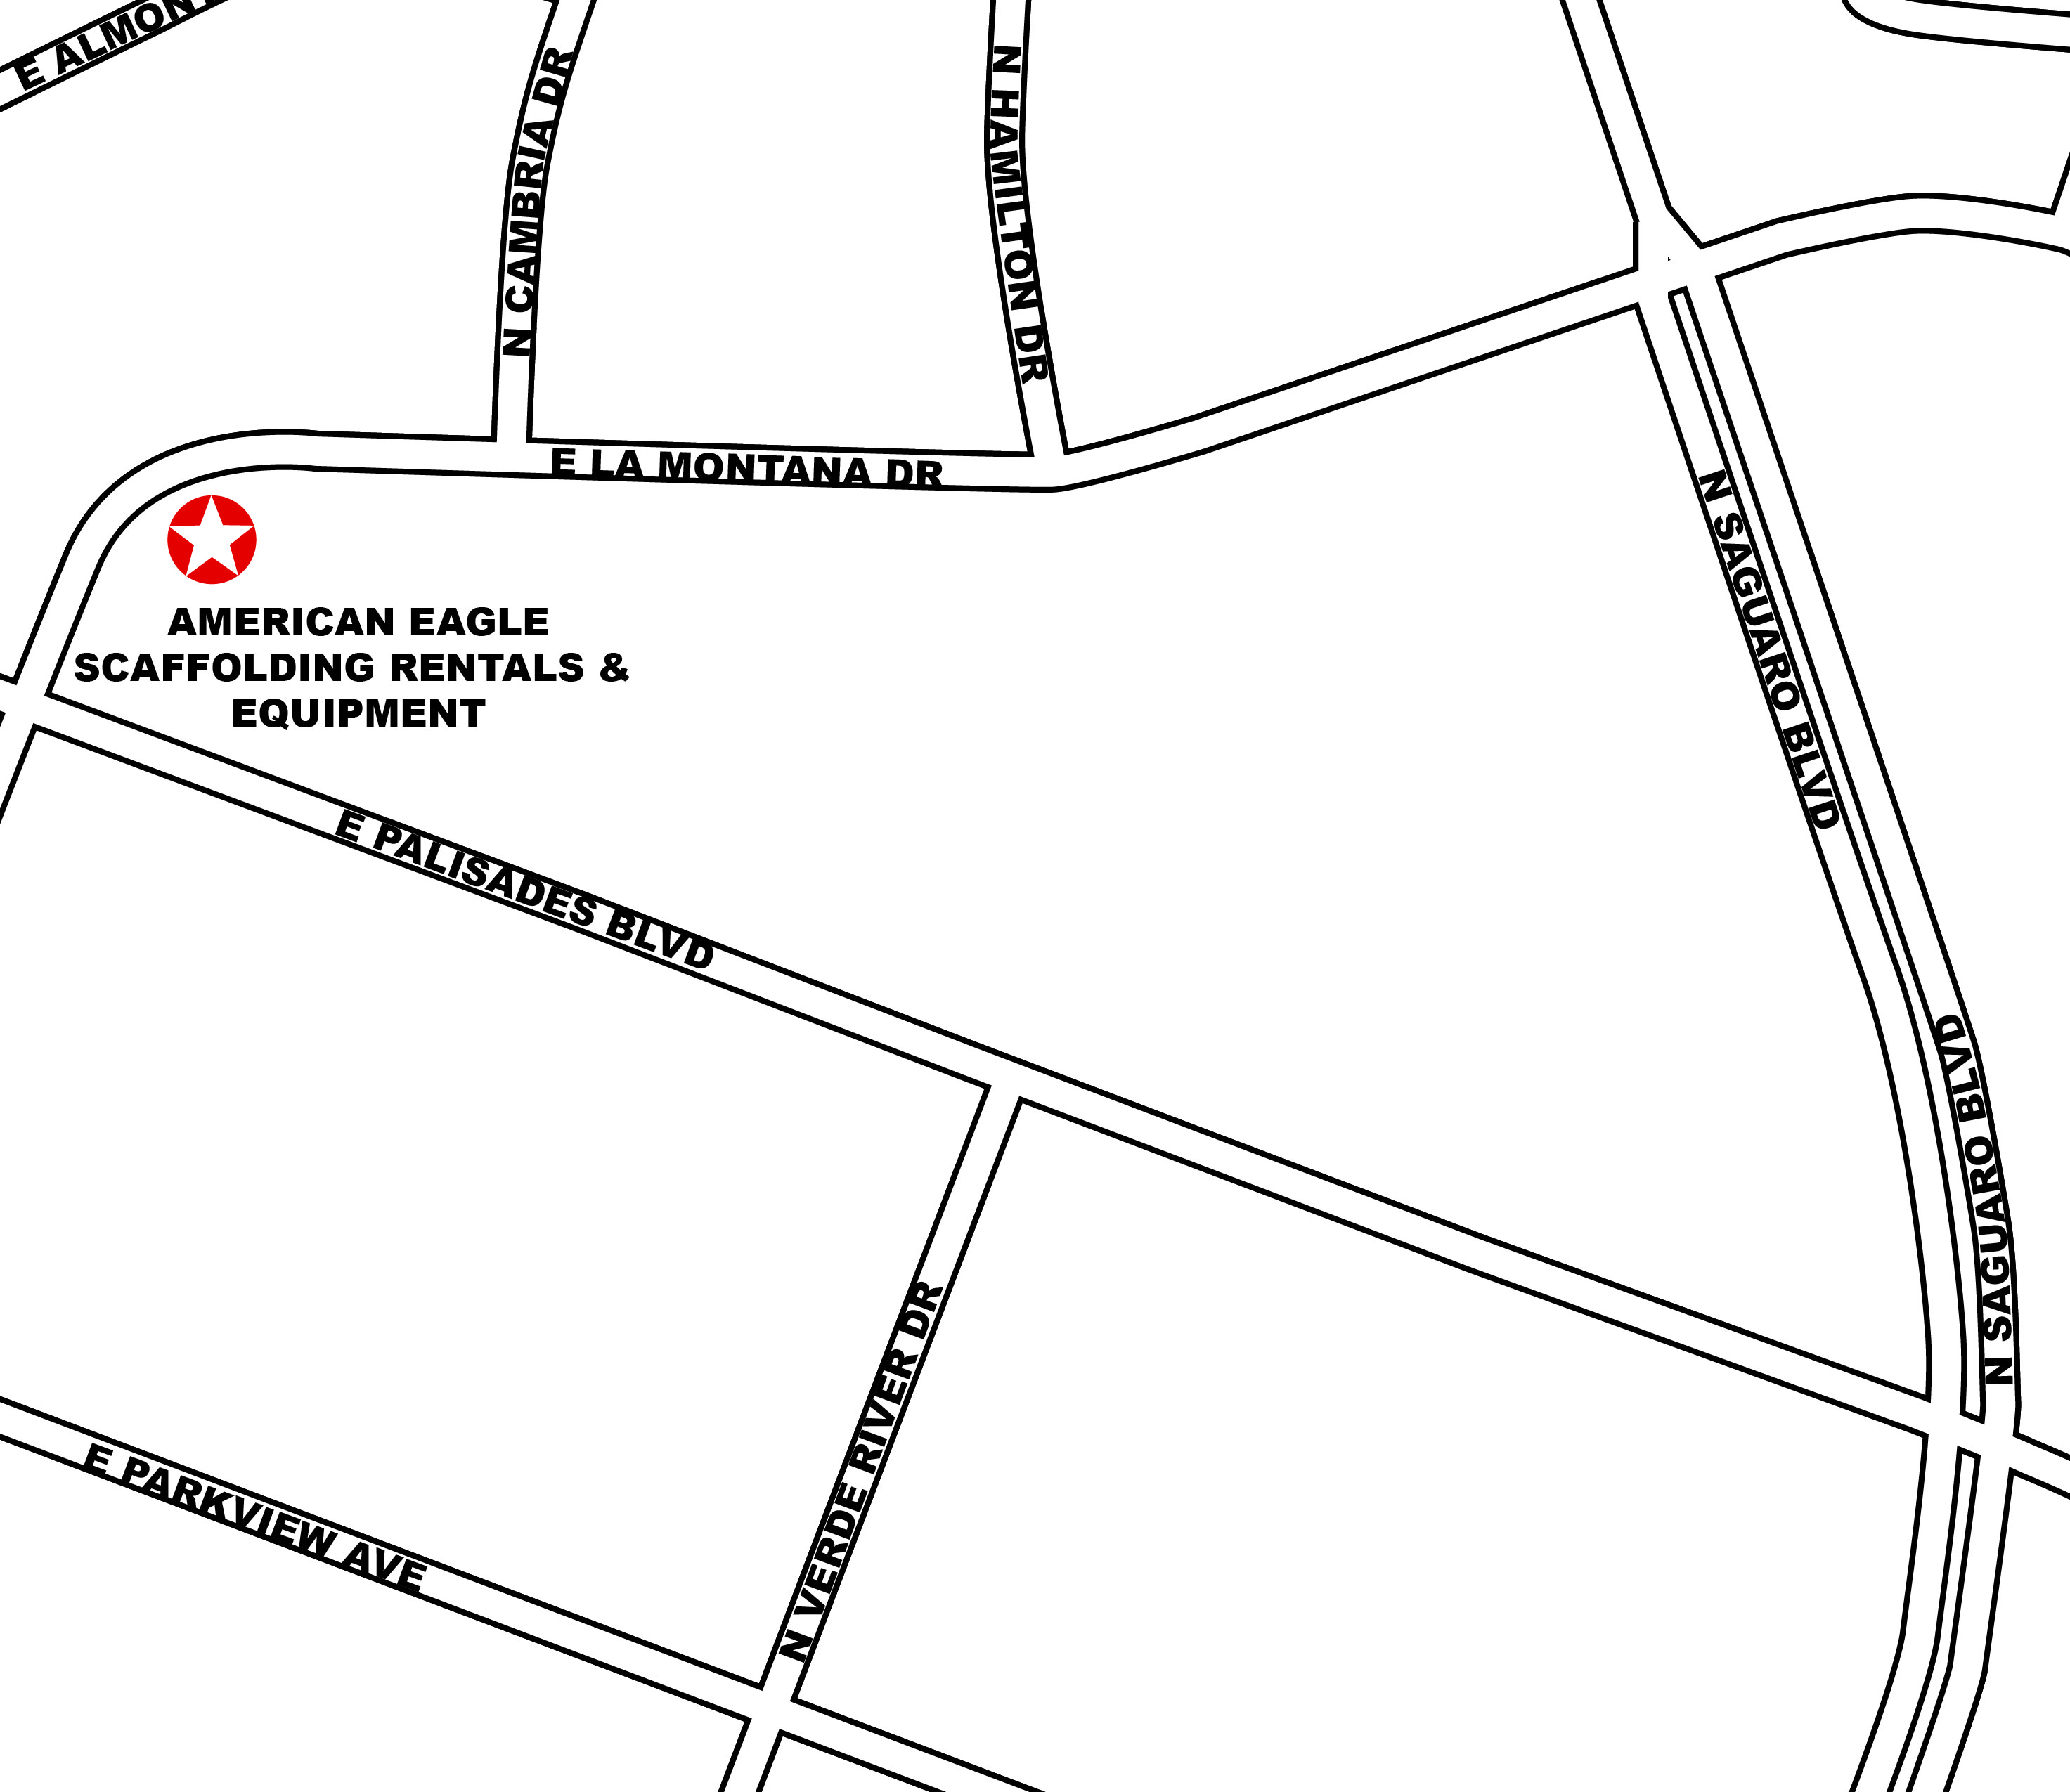 E ALMON
N CAMBRIA DR
N HAMILTON DR
E LA MONTANA DR
AMERICAN EAGLE
SCAFFOLDING RENTALS &
EQUIPMENT
N SAGUARO BLVD
E PALISADES BLVD
N SAGUARO BLVD
N VERDE RIVER DR
E PARKVIEW AVE